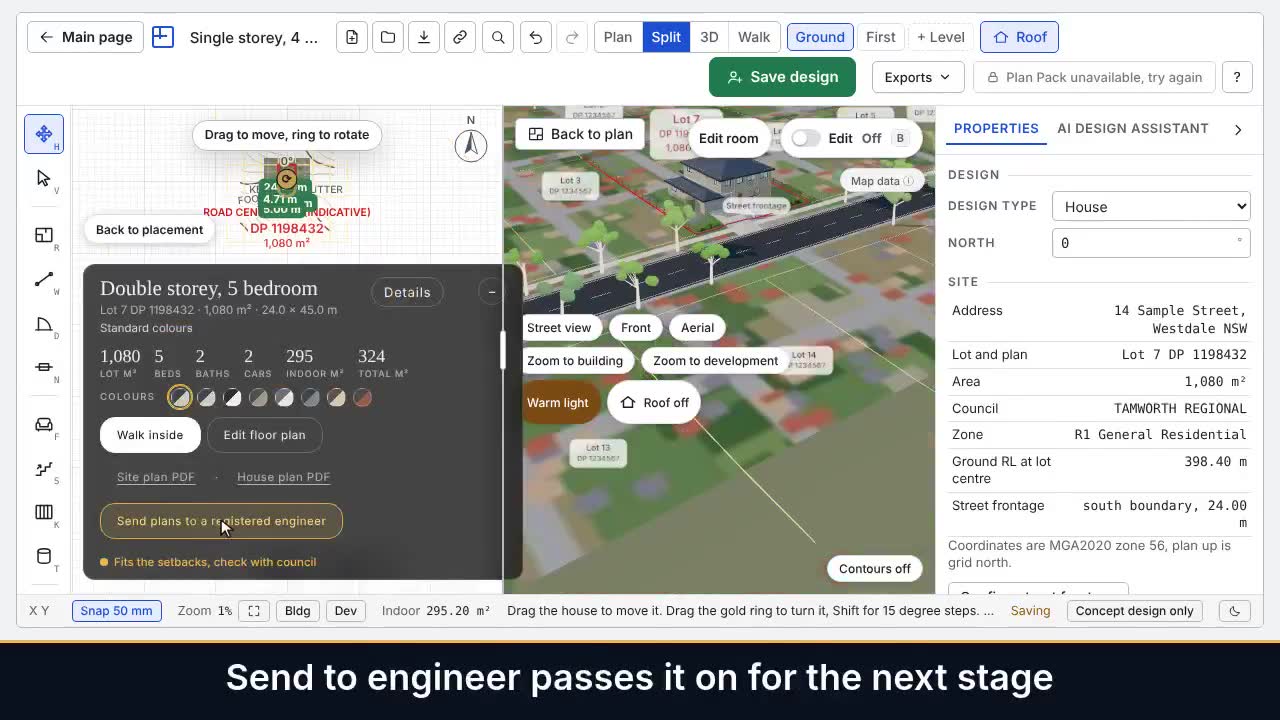 Main page
Single storey, 4 ...
Plan
Split
3D
Walk
Ground
First
+ Level
Roof
Save design
Exports
Plan Pack unavailable, try again
?
H
V
R
W
D
N
F
S
K
T
Drag to move, ring to rotate
N
0°
4.71 m
5.00 m
DP 1198432
1,080 m²
Back to placement
Double storey, 5 bedroom
Details
−
Lot 7 DP 1198432 · 1,080 m² · 24.0 × 45.0 m
Standard colours
1,080 5 2 2 295 324
LOT M² BEDS BATHS CARS INDOOR M² TOTAL M²
COLOURS
Walk inside
Edit floor plan
Site plan PDF · House plan PDF
Send plans to a registered engineer
Fits the setbacks, check with council
Back to plan
Lot 7
Edit room
Edit Off B
Map data ⓘ
Lot 3
DP 1234567
Street frontage
Street view
Front
Aerial
Zoom to building
Zoom to development
Lot 14
Warm light
Roof off
Lot 13
DP 1234567
Contours off
PROPERTIES
AI DESIGN ASSISTANT
DESIGN
DESIGN TYPE House
NORTH 0 °
SITE
Address 14 Sample Street,
Westdale NSW
Lot and plan Lot 7 DP 1198432
Area 1,080 m²
Council TAMWORTH REGIONAL
Zone R1 General Residential
Ground RL at lot 398.40 m
centre
Street frontage south boundary, 24.00
m
Coordinates are MGA2020 zone 56, plan up is
grid north.
X Y
Snap 50 mm
Zoom 1%
Bldg
Dev
Indoor 295.20 m²
Drag the house to move it. Drag the gold ring to turn it, Shift for 15 degree steps. ...
Saving
Concept design only
Send to engineer passes it on for the next stage